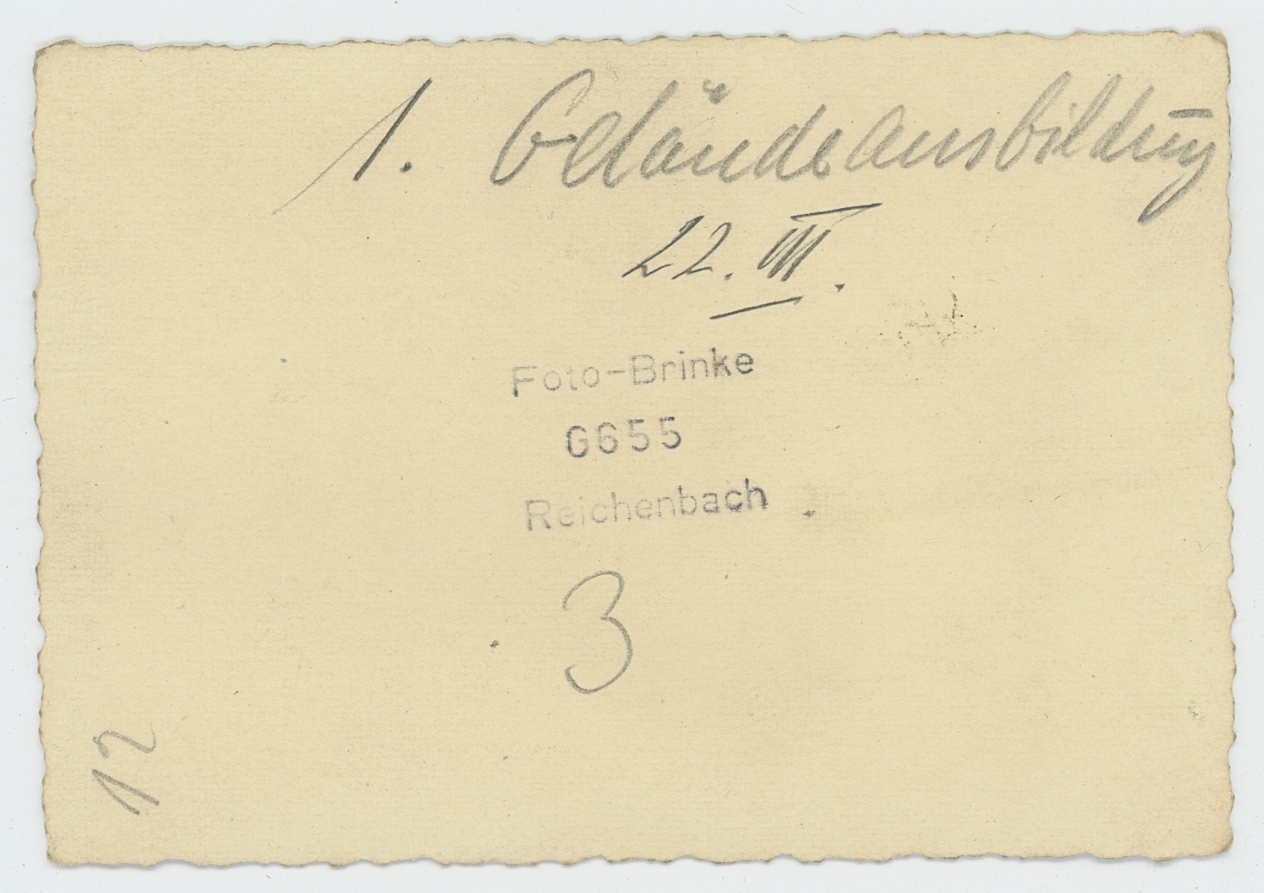 1. Geländeausbildung
22. III.
Foto-Brinke
G655
Reichenbach
3
12